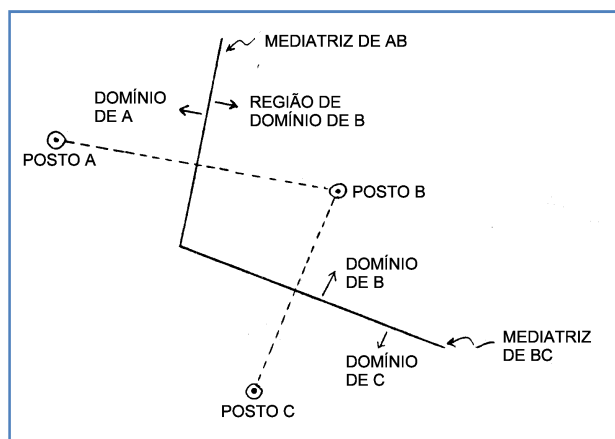 MEDIATRIZ DE AB
DOMÍNIO
DE A
REGIÃO DE
DOMÍNIO DE B
POSTO A
POSTO B
DOMÍNIO
DE B
MEDIATRIZ
DE BC
DOMÍNIO
DE C
POSTO C